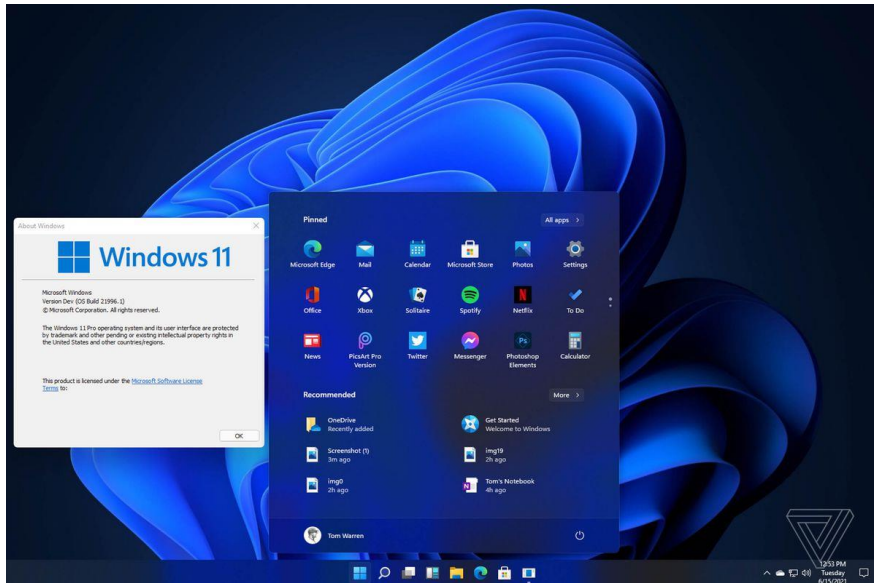 About Windows
Windows 11
Microsoft Windows
Version Dev (OS Build 21996.1)
© Microsoft Corporation. All rights reserved.
The Windows 11 Pro operating system and its user interface are protected
by trademark and other pending or existing intellectual property rights in
the United States and other countries/regions.
This product is licensed under the Microsoft Software License
Terms to:
OK
Pinned
All apps
Microsoft Edge
Mail
Calendar
Microsoft Store
Photos
Settings
Office
Xbox
Solitaire
Spotify
Netflix
To Do
News
PicsArt Pro
Version
Twitter
Messenger
Ps
Photoshop
Elements
Calculator
Recommended
More
OneDrive
Recently added
Get Started
Welcome to Windows
Screenshot (1)
3m ago
img19
2h ago
img0
2h ago
N
Tom's Notebook
4h ago
Tom Warren
12:53 PM
Tuesday
6/15/2021